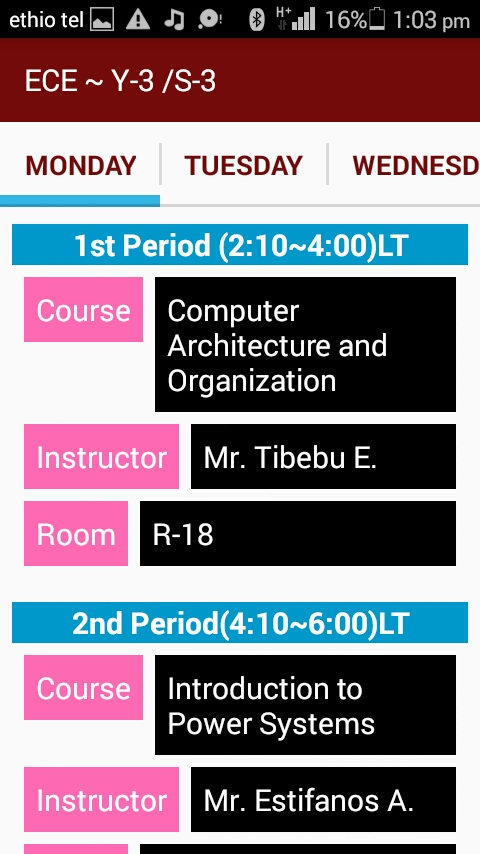 ethio tel H+ 16% 1:03 pm
ECE ~ Y-3 /S-3
MONDAY TUESDAY WEDNESD
1st Period (2:10~4:00)LT
Course Computer
Architecture and
Organization
Instructor Mr. Tibebu E.
Room R-18
2nd Period(4:10~6:00)LT
Course Introduction to
Power Systems
Instructor Mr. Estifanos A.